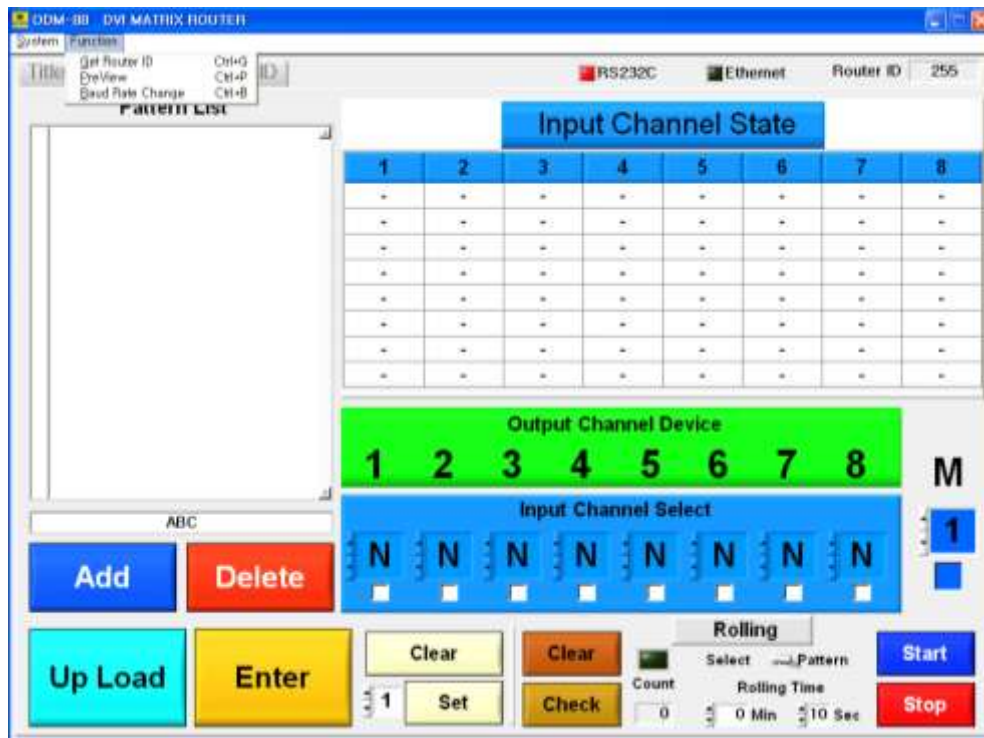 ODM-88 DVI MATRIX ROUTER
System Function
Get Router ID Ctrl+G
PreView Ctrl+P
Baud Rate Change Ctrl+B
Title ID
RS232C Ethernet Router ID 255
Pattern List
Input Channel State
1 2 3 4 5 6 7 8
- - - - - - - -
- - - - - - - -
- - - - - - - -
- - - - - - - -
- - - - - - - -
- - - - - - - -
- - - - - - - -
- - - - - - - -
Output Channel Device
1 2 3 4 5 6 7 8
M
Input Channel Select
N N N N N N N N
1
ABC
Add Delete
Up Load Enter
Clear
1 Set
Clear
Check
Rolling
Select Pattern
Count Rolling Time
0 0 Min 10 Sec
Start
Stop